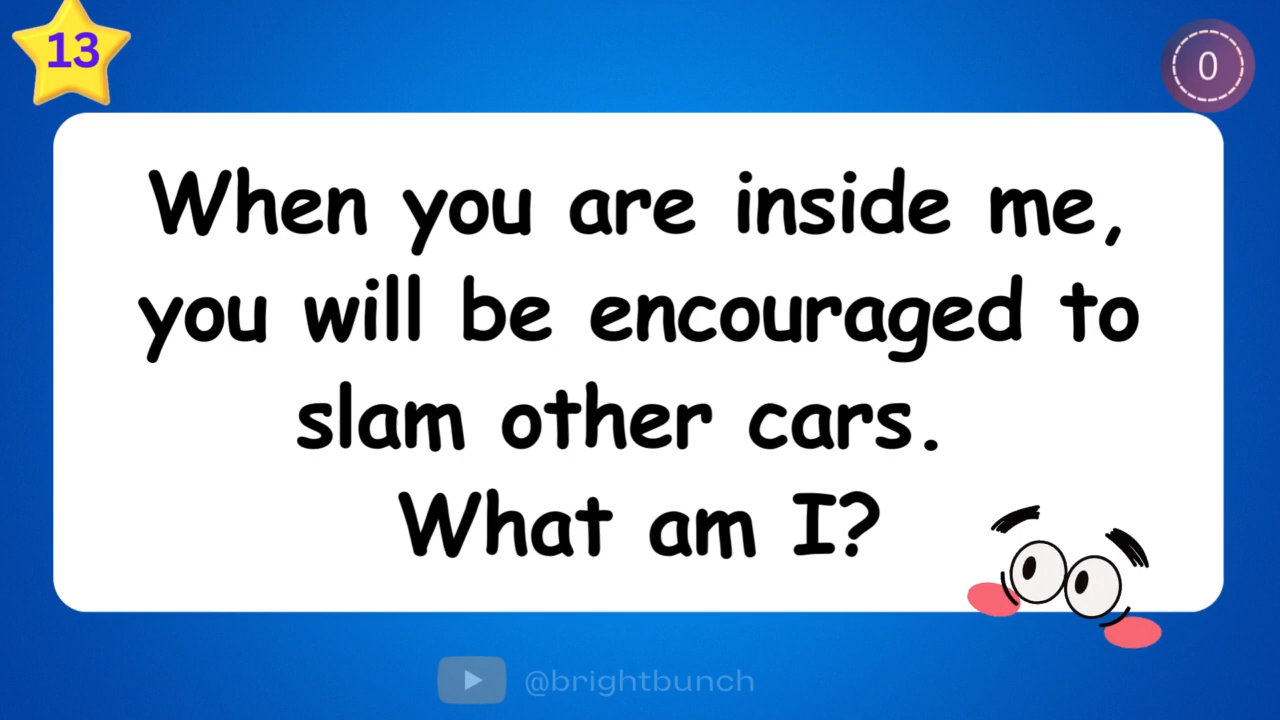 13
0
When you are inside me,
you will be encouraged to
slam other cars.
What am I?
@brightbunch